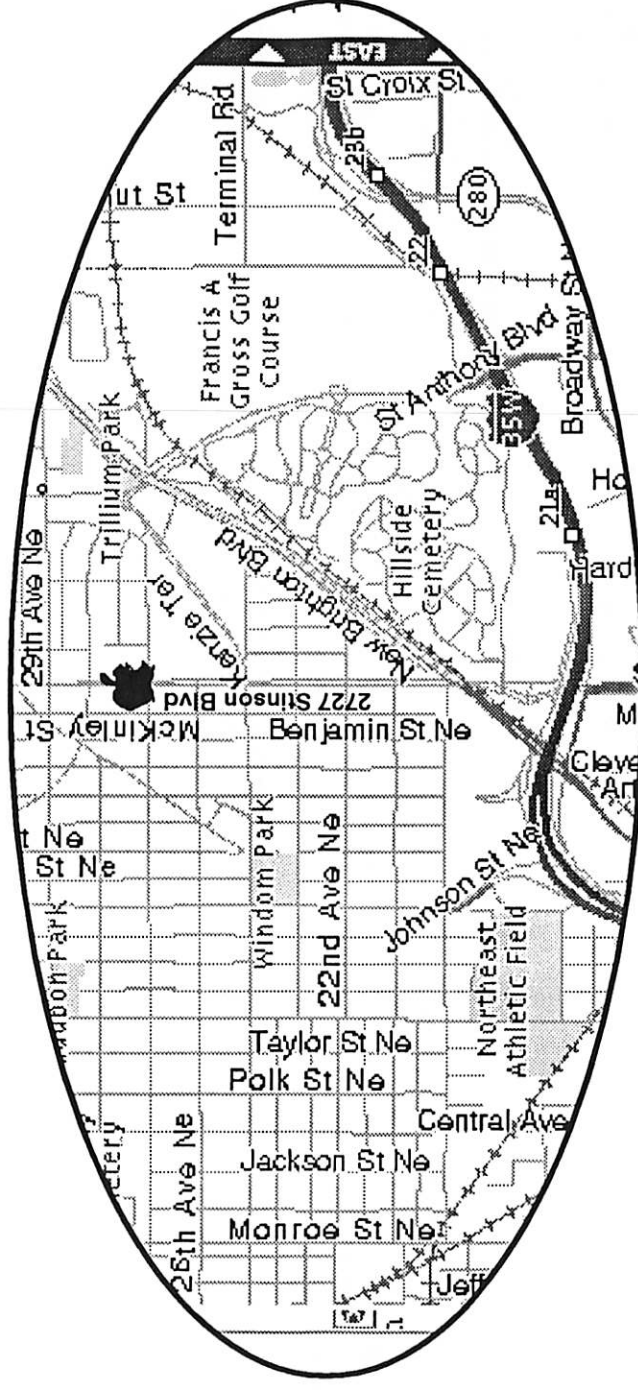 EAST
St Croix St
23b
280
22
Terminal Rd
ut St
Francis A
Gross Golf
Course
St Anthony Blvd
Broadway St N
35W
21a
Ho
Hard
Trillium Park
29th Ave Ne
Kenzie Ter
New Brighton Blvd
Hillside
Cemetery
2727 Stinson Blvd
McKinley St
Benjamin St Ne
M
Cleve
t Ne
St Ne
Windom Park
22nd Ave Ne
Johnson St Ne
Northeast
Athletic Field
Taylor St Ne
Polk St Ne
Central Ave
Jackson St Ne
26th Ave Ne
Monroe St Ne
Jeff